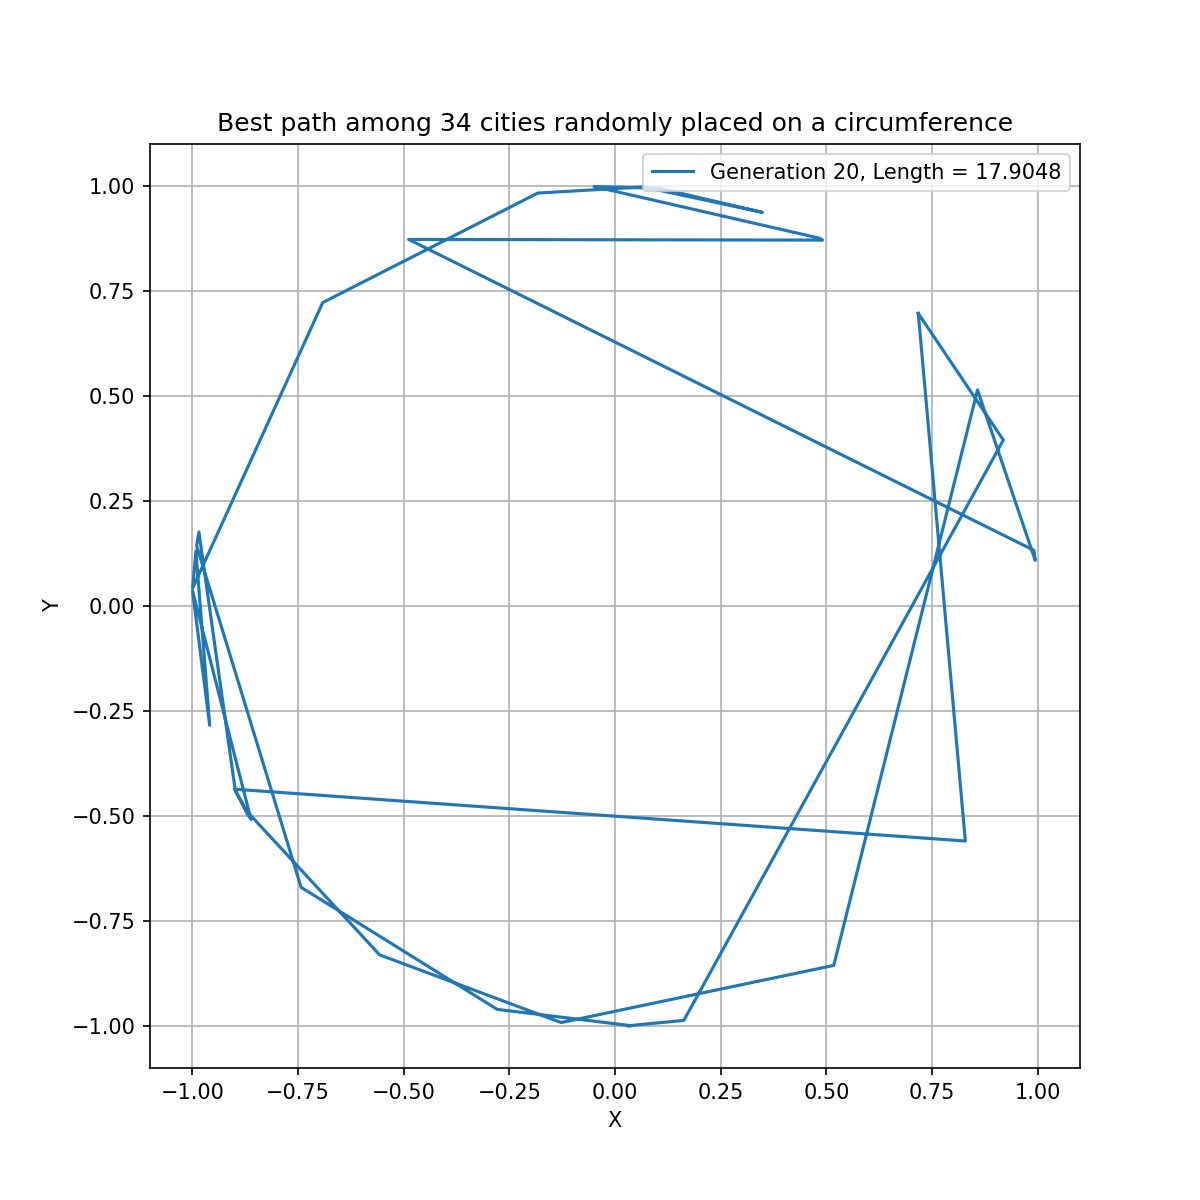 Best path among 34 cities randomly placed on a circumference
Generation 20, Length = 17.9048
1.00
0.75
0.50
0.25
0.00
−0.25
−0.50
−0.75
−1.00
Y
−1.00 −0.75 −0.50 −0.25 0.00 0.25 0.50 0.75 1.00
X